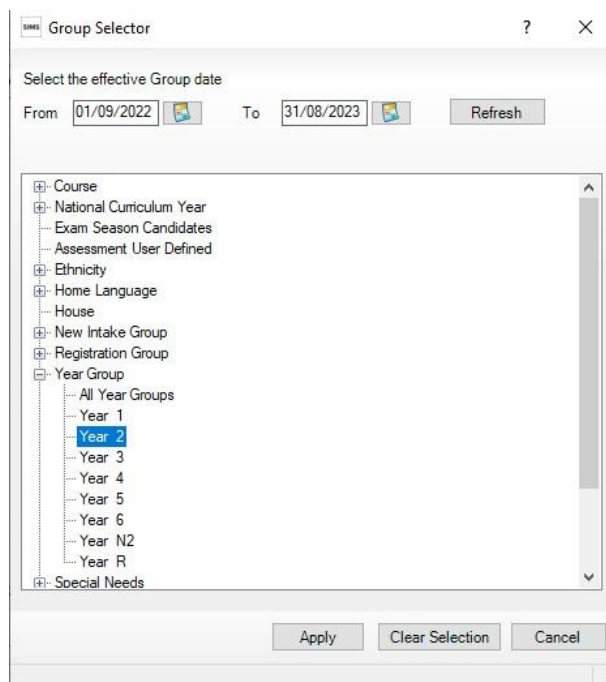 SIMS Group Selector ? X
Select the effective Group date
From 01/09/2022 To 31/08/2023 Refresh
Course
National Curriculum Year
Exam Season Candidates
Assessment User Defined
Ethnicity
Home Language
House
New Intake Group
Registration Group
Year Group
All Year Groups
Year 1
Year 2
Year 3
Year 4
Year 5
Year 6
Year N2
Year R
Special Needs
Apply Clear Selection Cancel